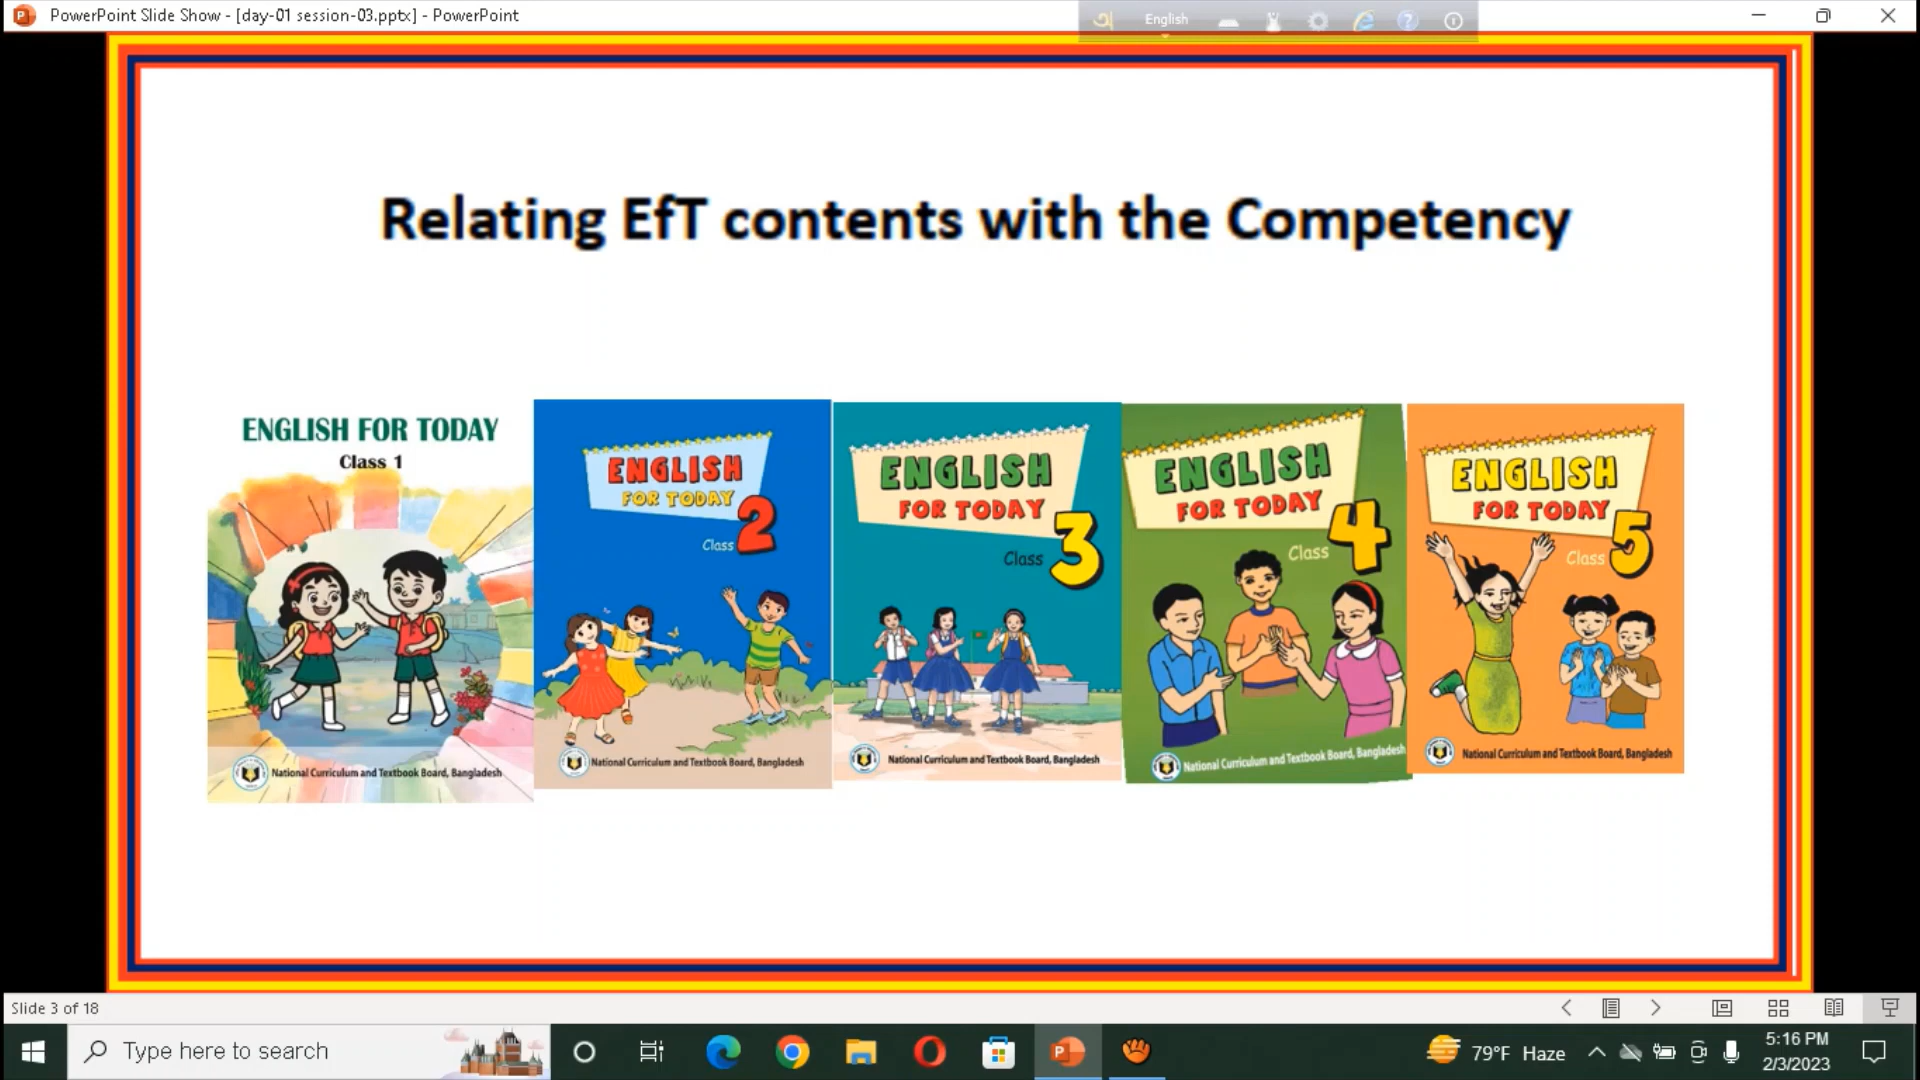 PowerPoint Slide Show - [day-01 session-03.pptx] - PowerPoint
English
Relating EfT contents with the Competency
ENGLISH FOR TODAY
Class 1
National Curriculum and Textbook Board, Bangladesh
ENGLISH
FOR TODAY
Class 2
National Curriculum and Textbook Board, Bangladesh
ENGLISH
FOR TODAY
Class 3
National Curriculum and Textbook Board, Bangladesh
ENGLISH
FOR TODAY
Class 4
National Curriculum and Textbook Board, Bangladesh
ENGLISH
FOR TODAY
Class 5
National Curriculum and Textbook Board, Bangladesh
Slide 3 of 18
Type here to search
79°F Haze
5:16 PM
2/3/2023